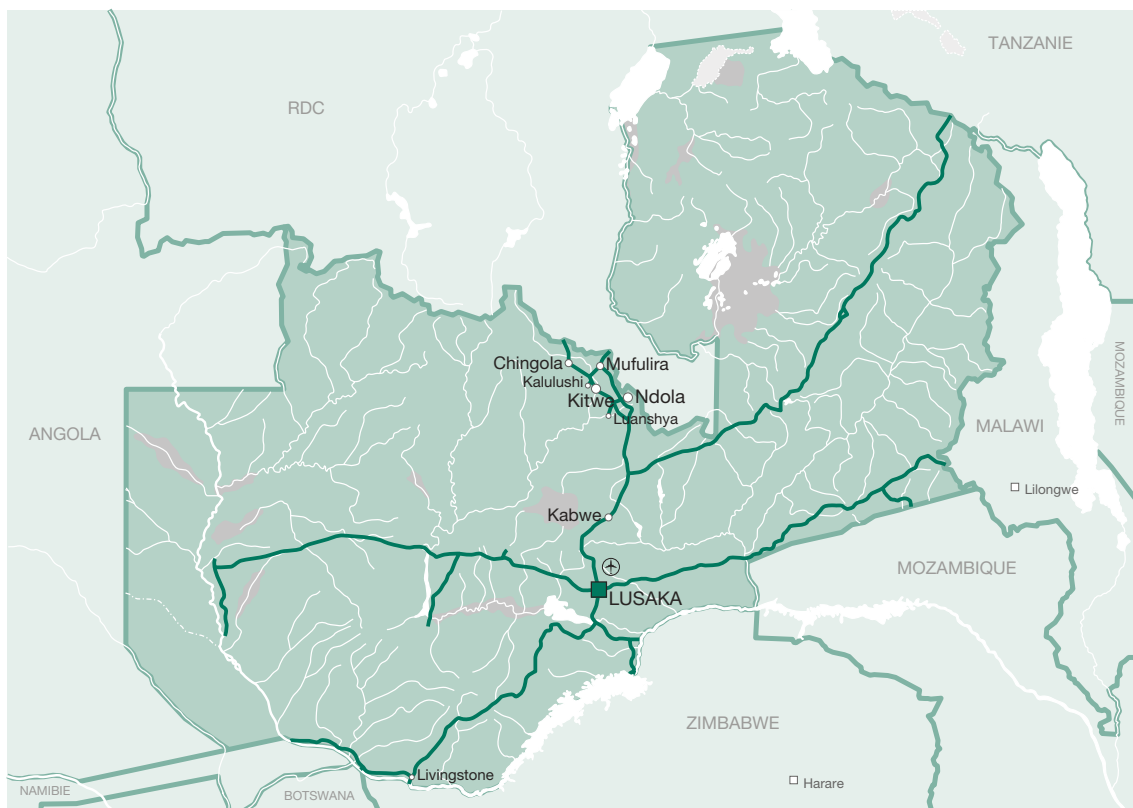 TANZANIE
RDC
MOZAMBIQUE
Chingola
Mufulira
Kalulushi
Kitwe
Ndola
Luanshya
ANGOLA
MALAWI
Lilongwe
Kabwe
MOZAMBIQUE
LUSAKA
ZIMBABWE
Livingstone
Harare
NAMIBIE
BOTSWANA